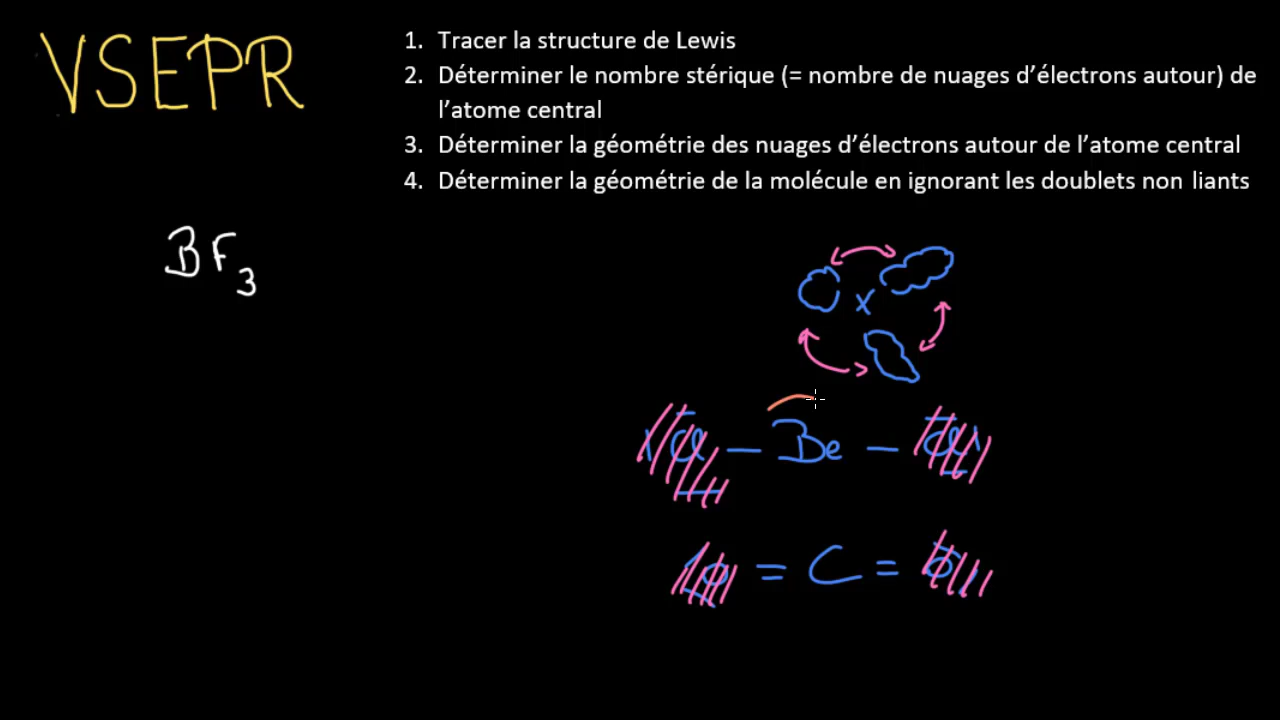 VSEPR
1. Tracer la structure de Lewis
2. Déterminer le nombre stérique (= nombre de nuages d’électrons autour) de
l’atome central
3. Déterminer la géométrie des nuages d’électrons autour de l’atome central
4. Déterminer la géométrie de la molécule en ignorant les doublets non liants
BF₃
x
Cl – Be – Cl
O = C = O